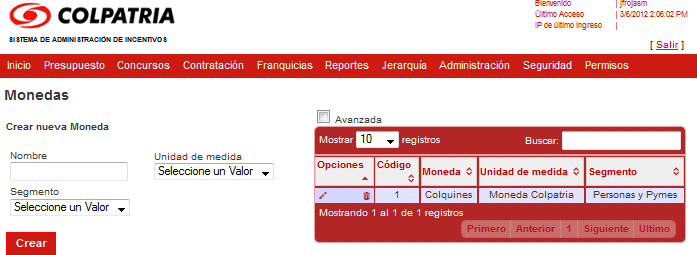 COLPATRIA
SISTEMA DE ADMINISTRACIÓN DE INCENTIVOS
Bienvenido | jfrojasm
Último Acceso | 3/6/2012 2:06:02 PM
IP de último Ingreso |
[ Salir ]
Inicio Presupuesto Concursos Contratación Franquicias Reportes Jerarquía Administración Seguridad Permisos
Monedas
Crear nueva Moneda
Nombre Unidad de medida
Seleccione un Valor
Segmento
Seleccione un Valor
Crear
Avanzada
Mostrar 10 registros Buscar:
Opciones Código Moneda Unidad de medida Segmento
1 Colquines Moneda Colpatria Personas y Pymes
Mostrando 1 al 1 de 1 registros
Primero Anterior 1 Siguiente Ultimo